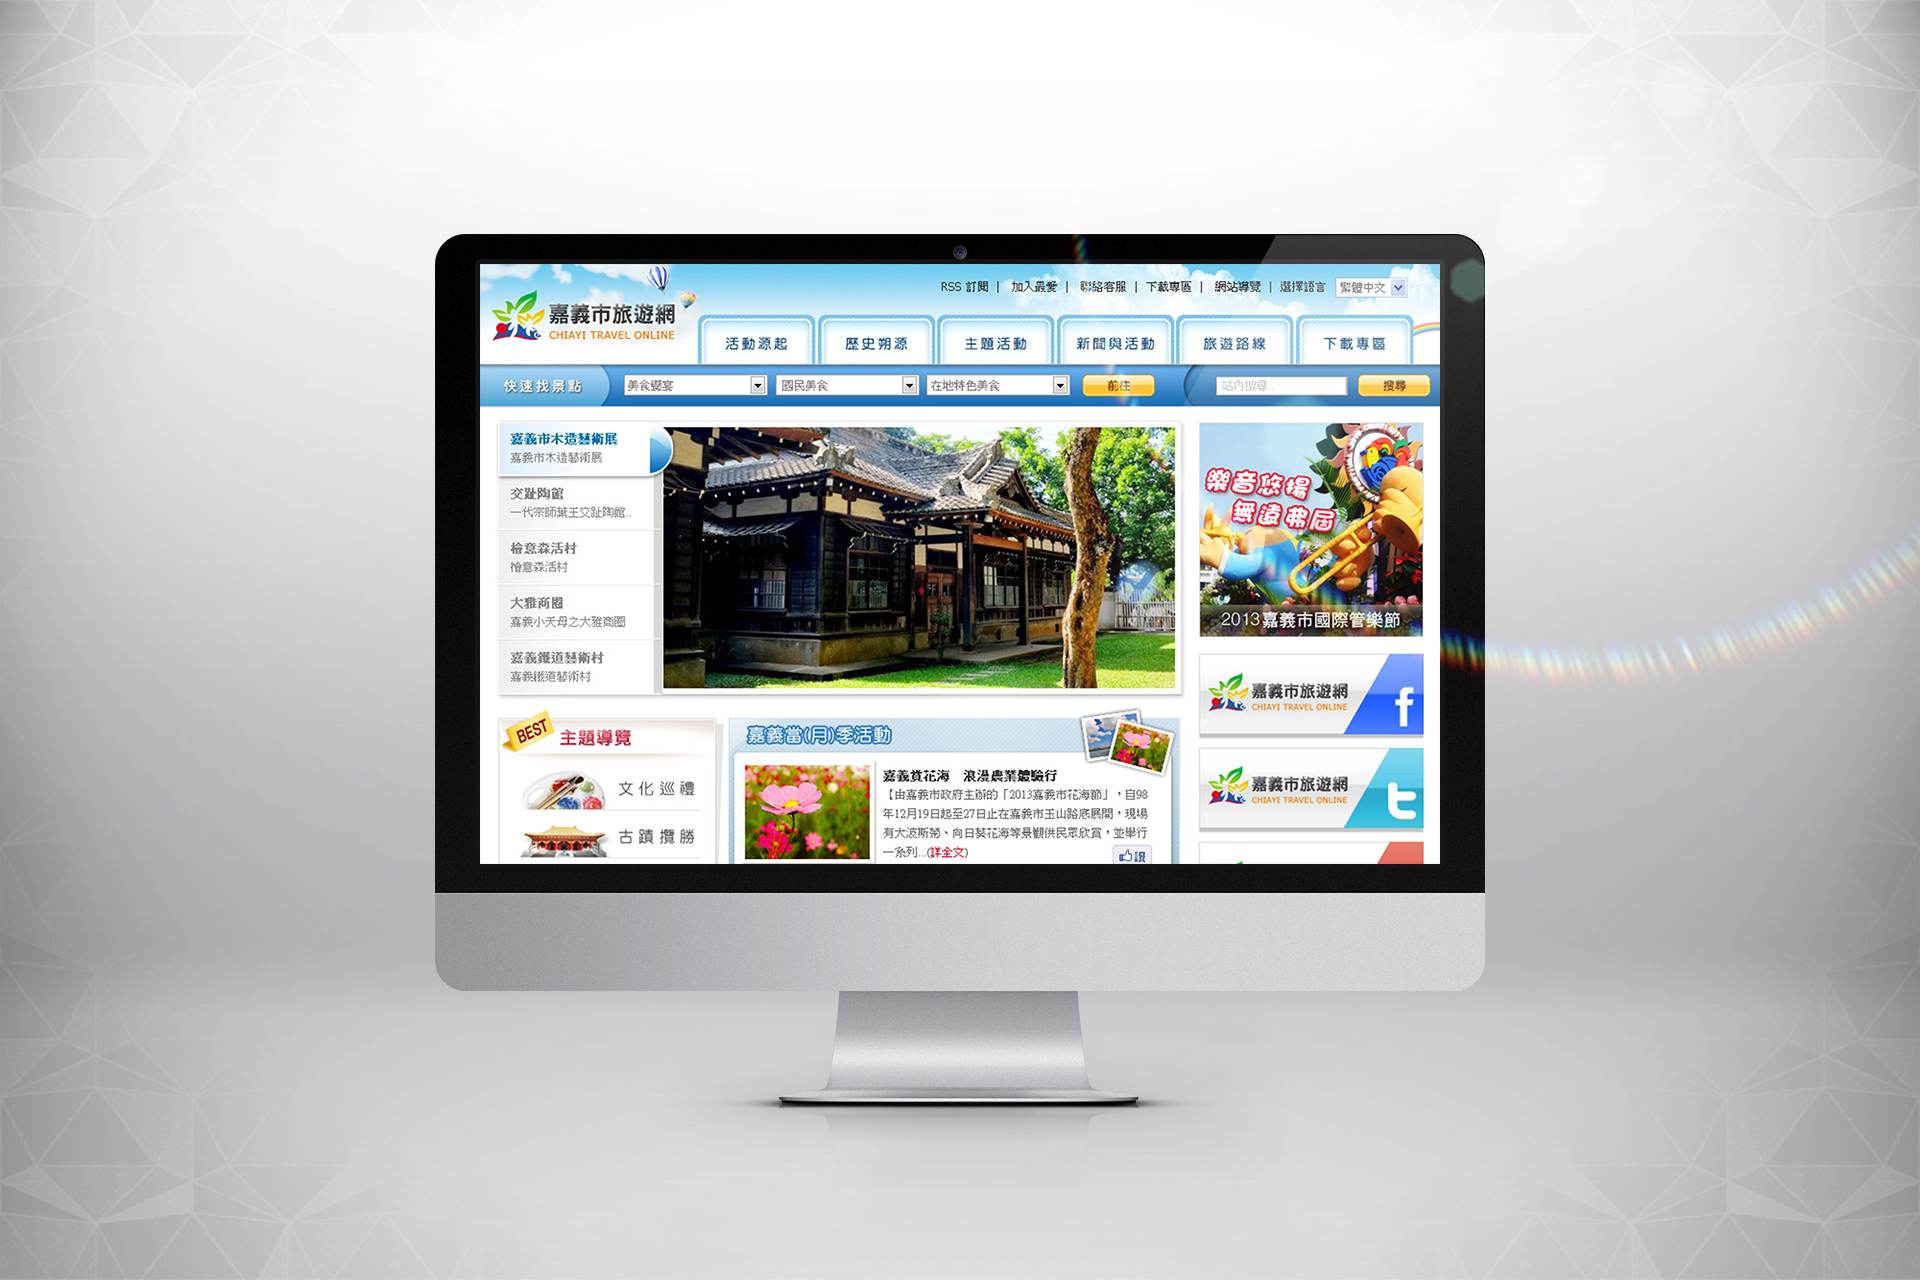 RSS 訂閱 | 加入最愛 | 聯絡客服 | 下載專區 | 網站導覽 | 選擇語言 繁體中文
嘉義市旅遊網
CHIAYI TRAVEL ONLINE
活動源起 歷史朔源 主題活動 新聞與活動 旅遊路線 下載專區
快速找景點 美食饗宴 國民美食 在地特色美食 前往 站內搜尋.. 搜尋
嘉義市木造藝術展
嘉義市木造藝術展
交趾陶館
一代宗師葉王交趾陶館..
檜意森活村
檜意森活村
大雅商圈
嘉義小天母之大雅商圈
嘉義鐵道藝術村
嘉義鐵道藝術村
樂音悠揚
無遠弗屆
2013嘉義市國際管樂節
嘉義市旅遊網
CHIAYI TRAVEL ONLINE
f
嘉義市旅遊網
CHIAYI TRAVEL ONLINE
t
BEST 主題導覽
文化巡禮
古蹟攬勝
嘉義當(月)季活動
嘉義賞花海 浪漫農業體驗行
【由嘉義市政府主辦的「2013嘉義市花海節」，自98
年12月19日起至27日止在嘉義市玉山路底展開，現場
有大波斯菊、向日葵花海等景觀供民眾欣賞，並舉行
一系列...(詳全文)
讚